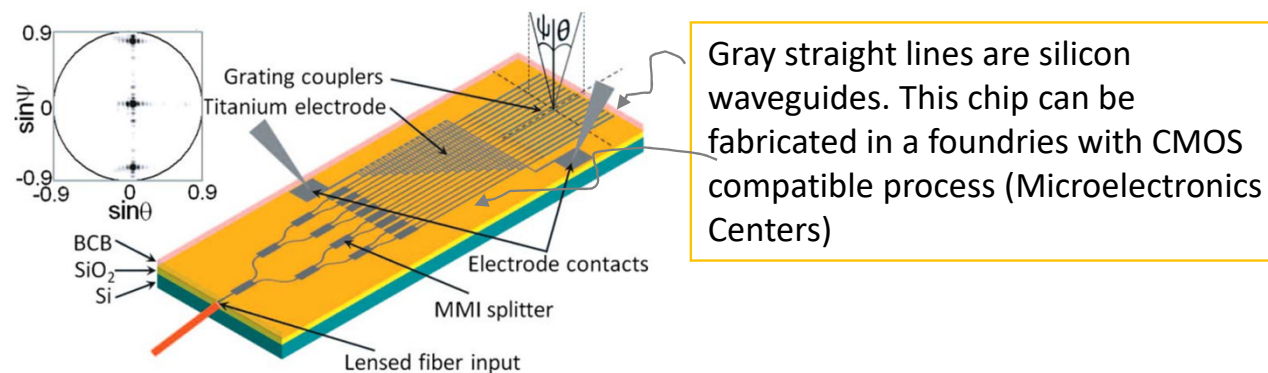 0.9
sinΨ
0
-0.9
-0.9
0
0.9
sinθ
Ψ θ
Grating couplers
Titanium electrode
BCB
SiO₂
Si
Electrode contacts
MMI splitter
Lensed fiber input
Gray straight lines are silicon
waveguides. This chip can be
fabricated in a foundries with CMOS
compatible process (Microelectronics
Centers)